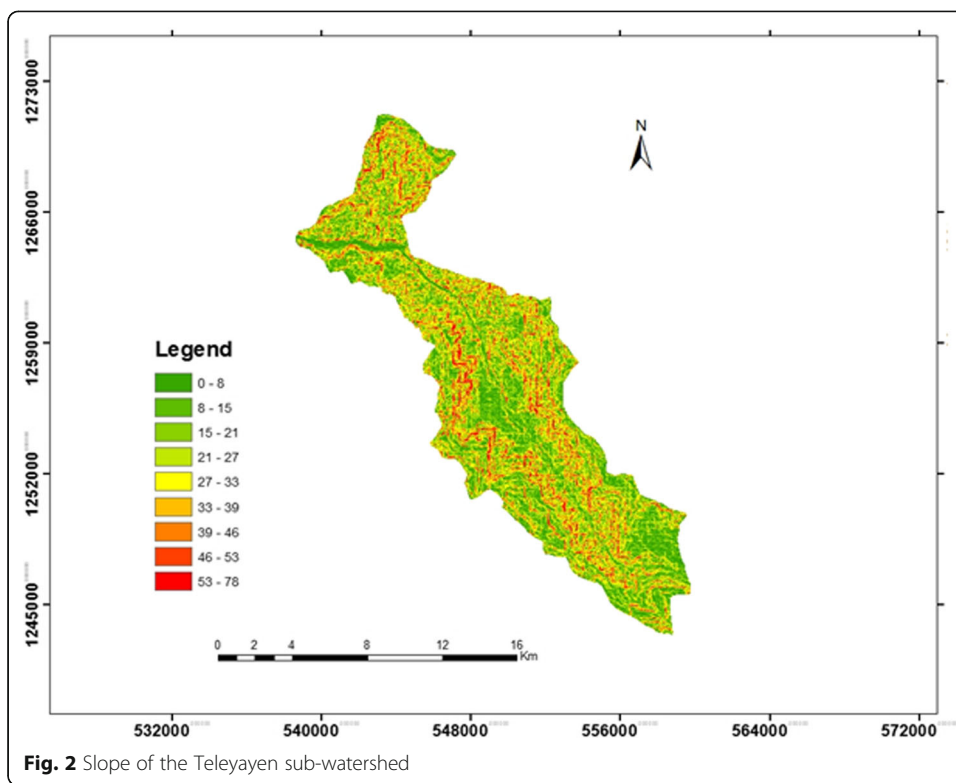 1273000
1266000
1259000
1252000
1245000
N
Legend
0 - 8
8 - 15
15 - 21
21 - 27
27 - 33
33 - 39
39 - 46
46 - 53
53 - 78
0 2 4 8 12 16
Km
532000 540000 548000 556000 564000 572000
Fig. 2 Slope of the Teleyayen sub-watershed